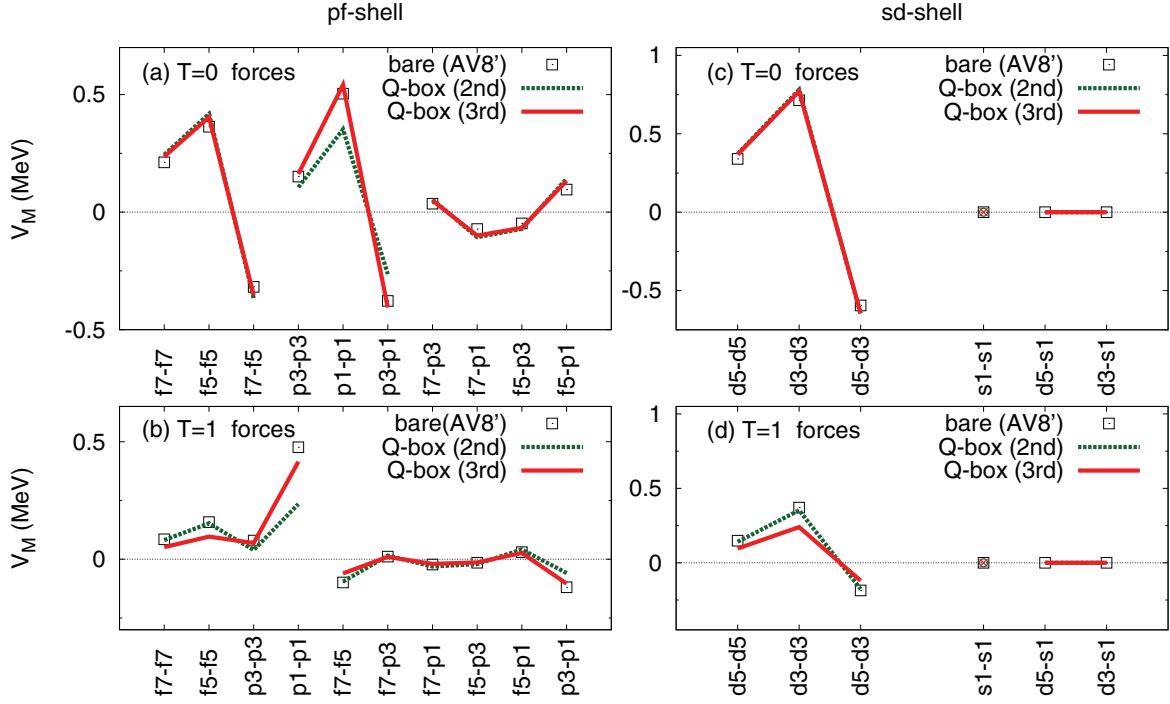 pf-shell
sd-shell
(a) T=0 forces
bare (AV8')
Q-box (2nd)
Q-box (3rd)
0.5
0
-0.5
V_M (MeV)
f7-f7
f5-f5
f7-f5
p3-p3
p1-p1
p3-p1
f7-p3
f7-p1
f5-p3
f5-p1
(c) T=0 forces
bare (AV8')
Q-box (2nd)
Q-box (3rd)
1
0.5
0
-0.5
d5-d5
d3-d3
d5-d3
s1-s1
d5-s1
d3-s1
(b) T=1 forces
bare(AV8')
Q-box (2nd)
Q-box (3rd)
0.5
0
V_M (MeV)
f7-f7
f5-f5
p3-p3
p1-p1
f7-f5
f7-p3
f7-p1
f5-p3
f5-p1
p3-p1
(d) T=1 forces
bare (AV8')
Q-box (2nd)
Q-box (3rd)
1
0.5
0
d5-d5
d3-d3
d5-d3
s1-s1
d5-s1
d3-s1